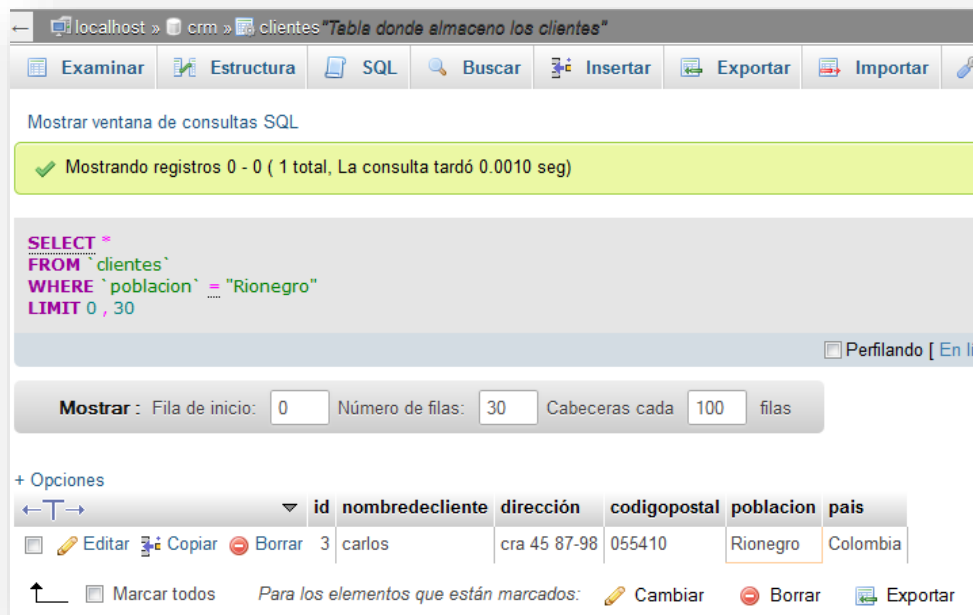 localhost » crm » clientes "Tabla donde almaceno los clientes"
Examinar Estructura SQL Buscar Insertar Exportar Importar
Mostrar ventana de consultas SQL
Mostrando registros 0 - 0 ( 1 total, La consulta tardó 0.0010 seg)
SELECT *
FROM `clientes`
WHERE `poblacion` = "Rionegro"
LIMIT 0 , 30
Perfilando [ En lí
Mostrar : Fila de inicio: 0 Número de filas: 30 Cabeceras cada 100 filas
+ Opciones
←T→ id nombredecliente dirección codigopostal poblacion pais
Editar Copiar Borrar 3 carlos cra 45 87-98 055410 Rionegro Colombia
Marcar todos Para los elementos que están marcados: Cambiar Borrar Exportar